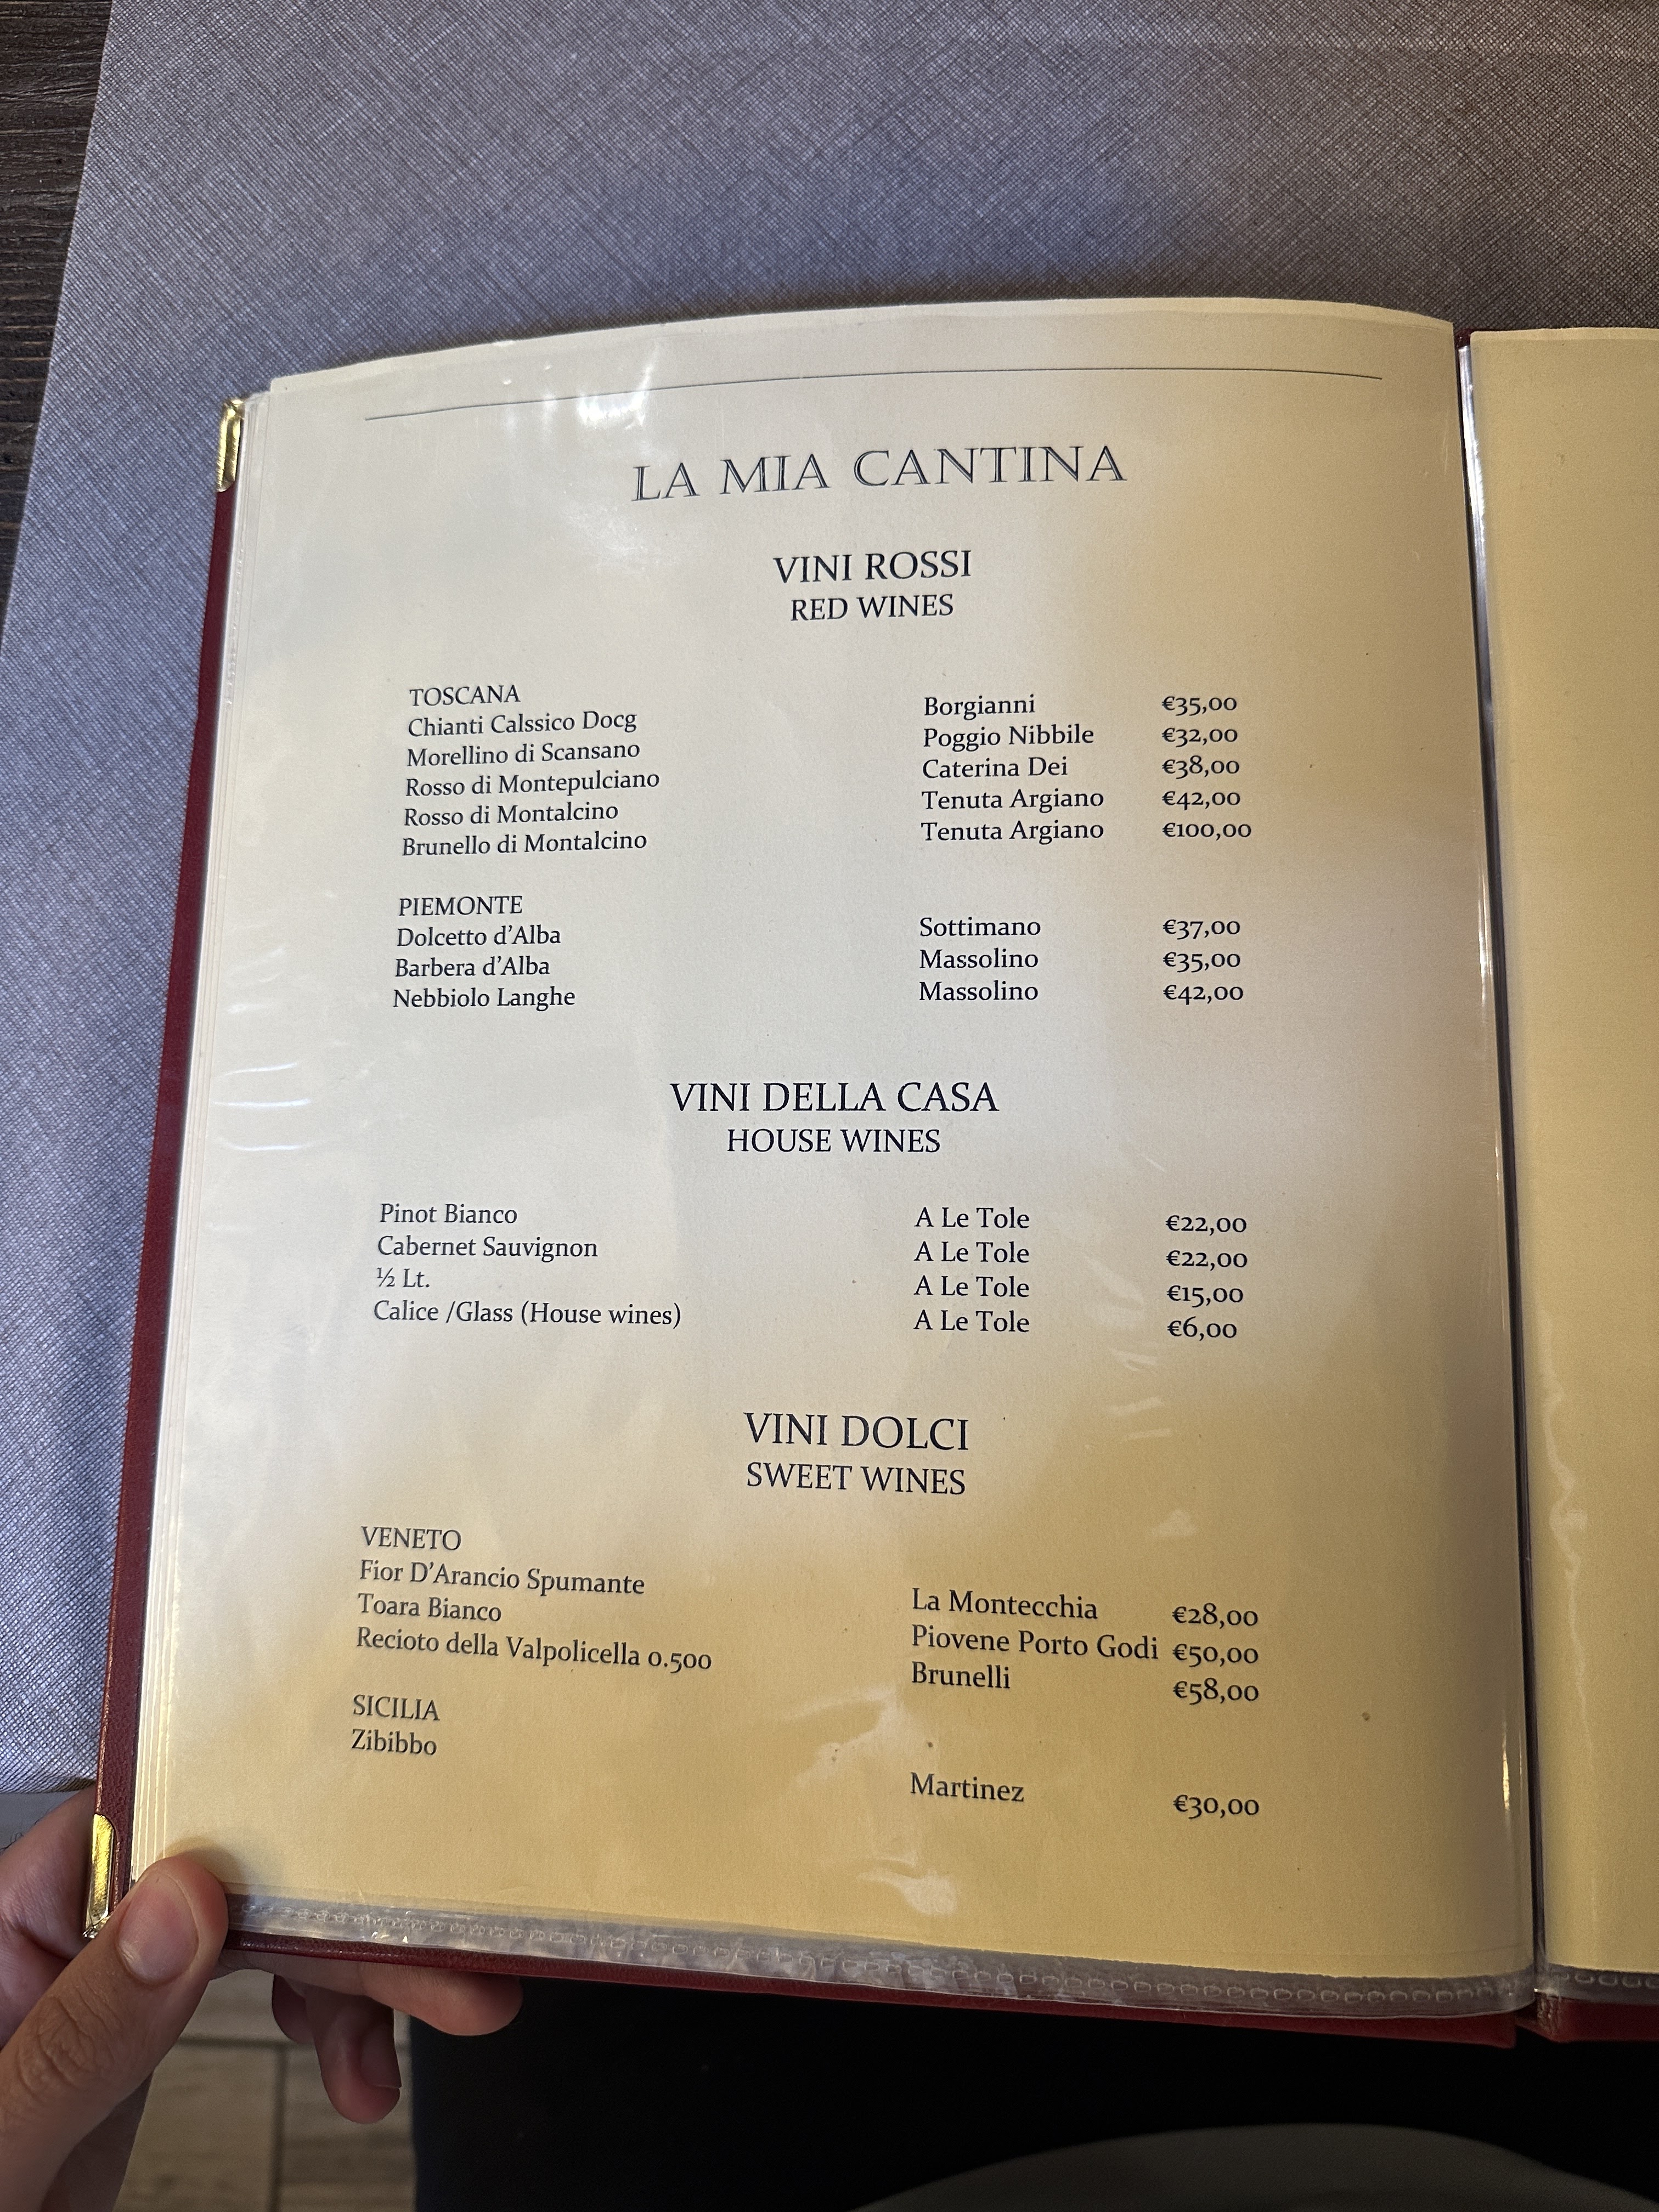 LA MIA CANTINA
VINI ROSSI
RED WINES
TOSCANA
Chianti Calssico Docg Borgianni €35,00
Morellino di Scansano Poggio Nibbile €32,00
Rosso di Montepulciano Caterina Dei €38,00
Rosso di Montalcino Tenuta Argiano €42,00
Brunello di Montalcino Tenuta Argiano €100,00
PIEMONTE
Dolcetto d'Alba Sottimano €37,00
Barbera d'Alba Massolino €35,00
Nebbiolo Langhe Massolino €42,00
VINI DELLA CASA
HOUSE WINES
Pinot Bianco A Le Tole €22,00
Cabernet Sauvignon A Le Tole €22,00
½ Lt. A Le Tole €15,00
Calice /Glass (House wines) A Le Tole €6,00
VINI DOLCI
SWEET WINES
VENETO
Fior D'Arancio Spumante La Montecchia €28,00
Toara Bianco Piovene Porto Godi €50,00
Recioto della Valpolicella 0.500 Brunelli €58,00
SICILIA
Zibibbo Martinez €30,00